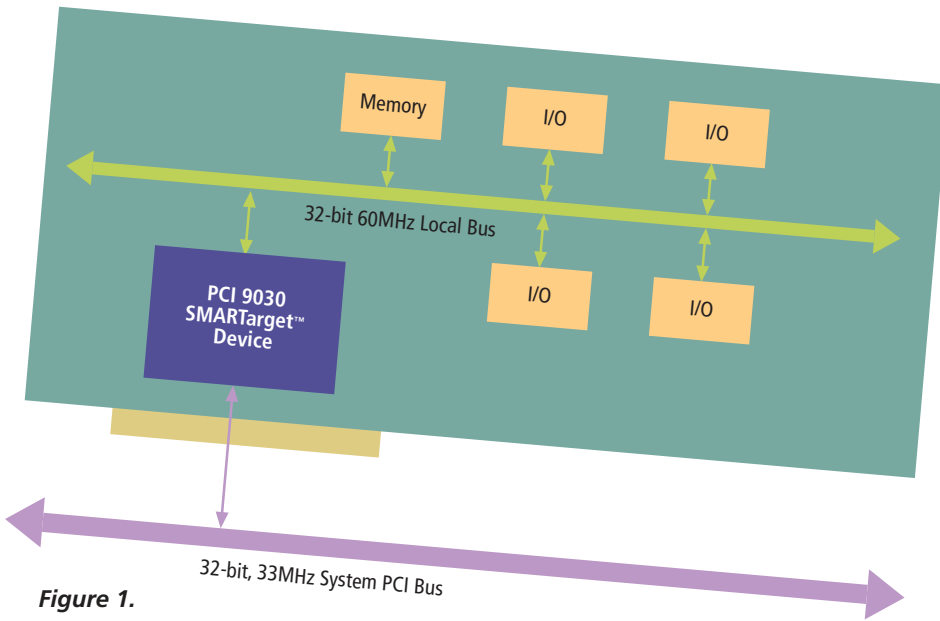 Memory
I/O
I/O
32-bit 60MHz Local Bus
PCI 9030
SMARTarget™
Device
I/O
I/O
32-bit, 33MHz System PCI Bus
Figure 1.